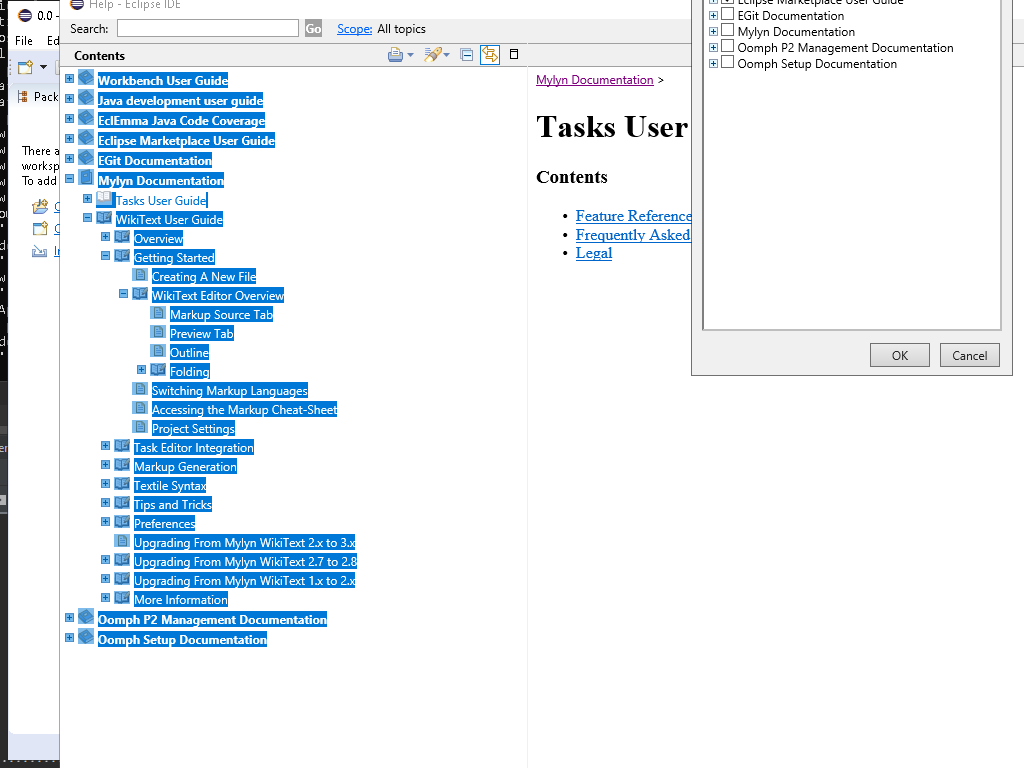 Help - Eclipse IDE
0.0 -
File Ed
Search: Go Scope: All topics
Contents
Pack
There a
worksp
To add
Workbench User Guide
Java development user guide
EclEmma Java Code Coverage
Eclipse Marketplace User Guide
EGit Documentation
Mylyn Documentation
Tasks User Guide
WikiText User Guide
Overview
Getting Started
Creating A New File
WikiText Editor Overview
Markup Source Tab
Preview Tab
Outline
Folding
Switching Markup Languages
Accessing the Markup Cheat-Sheet
Project Settings
Task Editor Integration
Markup Generation
Textile Syntax
Tips and Tricks
Preferences
Upgrading From Mylyn WikiText 2.x to 3.x
Upgrading From Mylyn WikiText 2.7 to 2.8
Upgrading From Mylyn WikiText 1.x to 2.x
More Information
Oomph P2 Management Documentation
Oomph Setup Documentation
Mylyn Documentation >
Tasks User
Contents
• Feature Reference
• Frequently Asked
• Legal
Eclipse Marketplace User Guide
EGit Documentation
Mylyn Documentation
Oomph P2 Management Documentation
Oomph Setup Documentation
OK Cancel